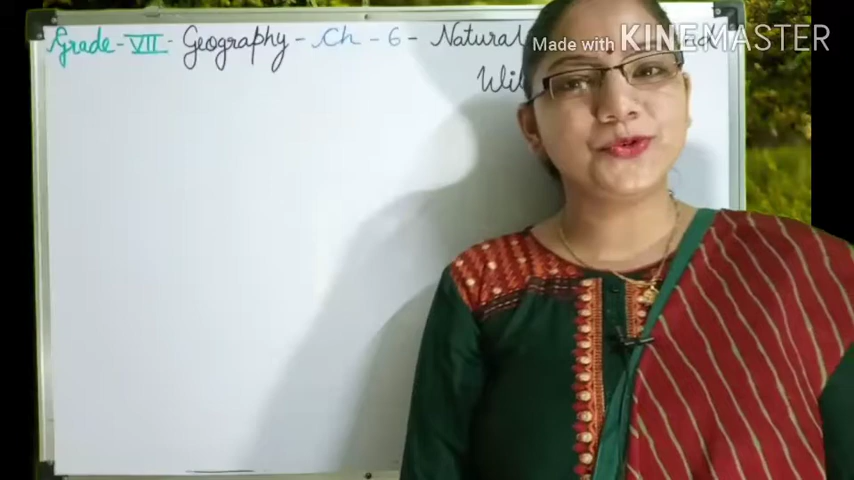 Grade - VII - Geography - Ch - 6 - Natural
Made with KINEMASTER